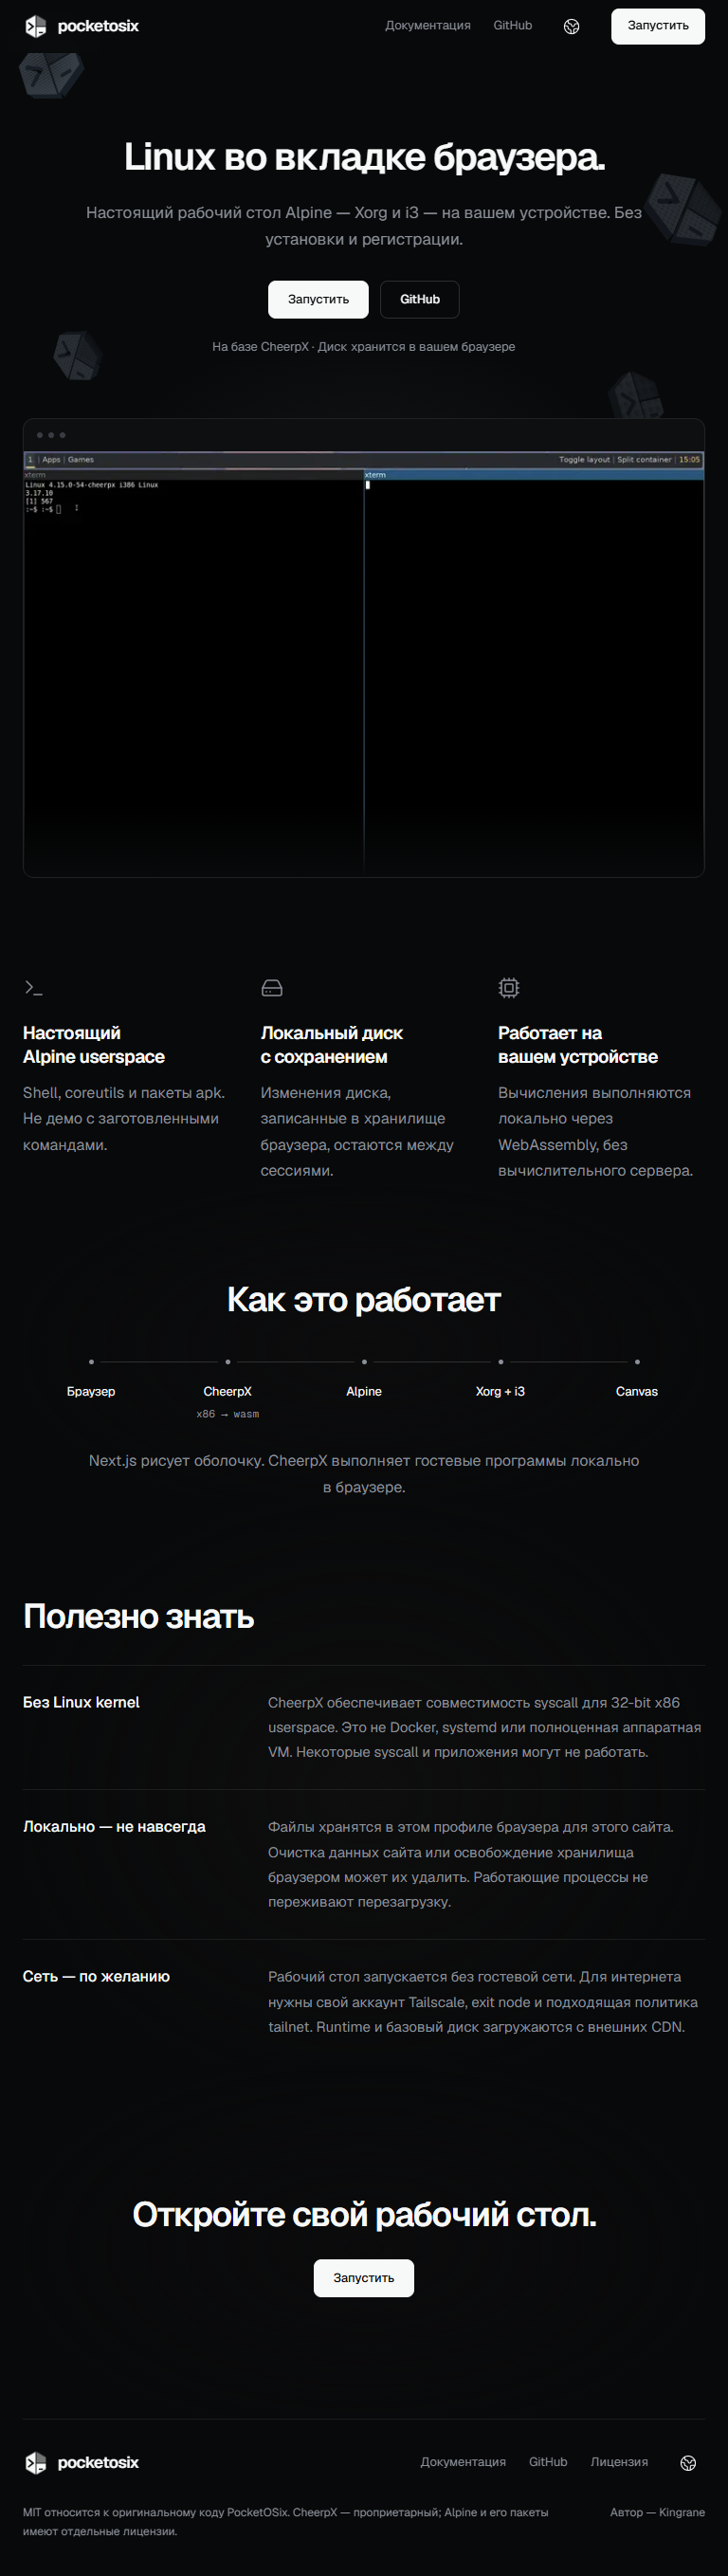 pocketosix
Документация
GitHub
Запустить
Linux во вкладке браузера.
Настоящий рабочий стол Alpine — Xorg и i3 — на вашем устройстве. Без
установки и регистрации.
Запустить
GitHub
На базе CheerpX · Диск хранится в вашем браузере
1 | Apps | Games
Toggle layout | Split container | 15:05
xterm
xterm
Linux 4.15.0-54-cheerpx i386 Linux
3.17.10
[1] 567
:~$ :~$
Настоящий
Alpine userspace
Shell, coreutils и пакеты apk.
Не демо с заготовленными
командами.
Локальный диск
с сохранением
Изменения диска,
записанные в хранилище
браузера, остаются между
сессиями.
Работает на
вашем устройстве
Вычисления выполняются
локально через
WebAssembly, без
вычислительного сервера.
Как это работает
Браузер
CheerpX
x86 → wasm
Alpine
Xorg + i3
Canvas
Next.js рисует оболочку. CheerpX выполняет гостевые программы локально
в браузере.
Полезно знать
Без Linux kernel
CheerpX обеспечивает совместимость syscall для 32-bit x86
userspace. Это не Docker, systemd или полноценная аппаратная
VM. Некоторые syscall и приложения могут не работать.
Локально — не навсегда
Файлы хранятся в этом профиле браузера для этого сайта.
Очистка данных сайта или освобождение хранилища
браузером может их удалить. Работающие процессы не
переживают перезагрузку.
Сеть — по желанию
Рабочий стол запускается без гостевой сети. Для интернета
нужны свой аккаунт Tailscale, exit node и подходящая политика
tailnet. Runtime и базовый диск загружаются с внешних CDN.
Откройте свой рабочий стол.
Запустить
pocketosix
Документация
GitHub
Лицензия
MIT относится к оригинальному коду PocketOSix. CheerpX — проприетарный; Alpine и его пакеты
имеют отдельные лицензии.
Автор — Kingrane